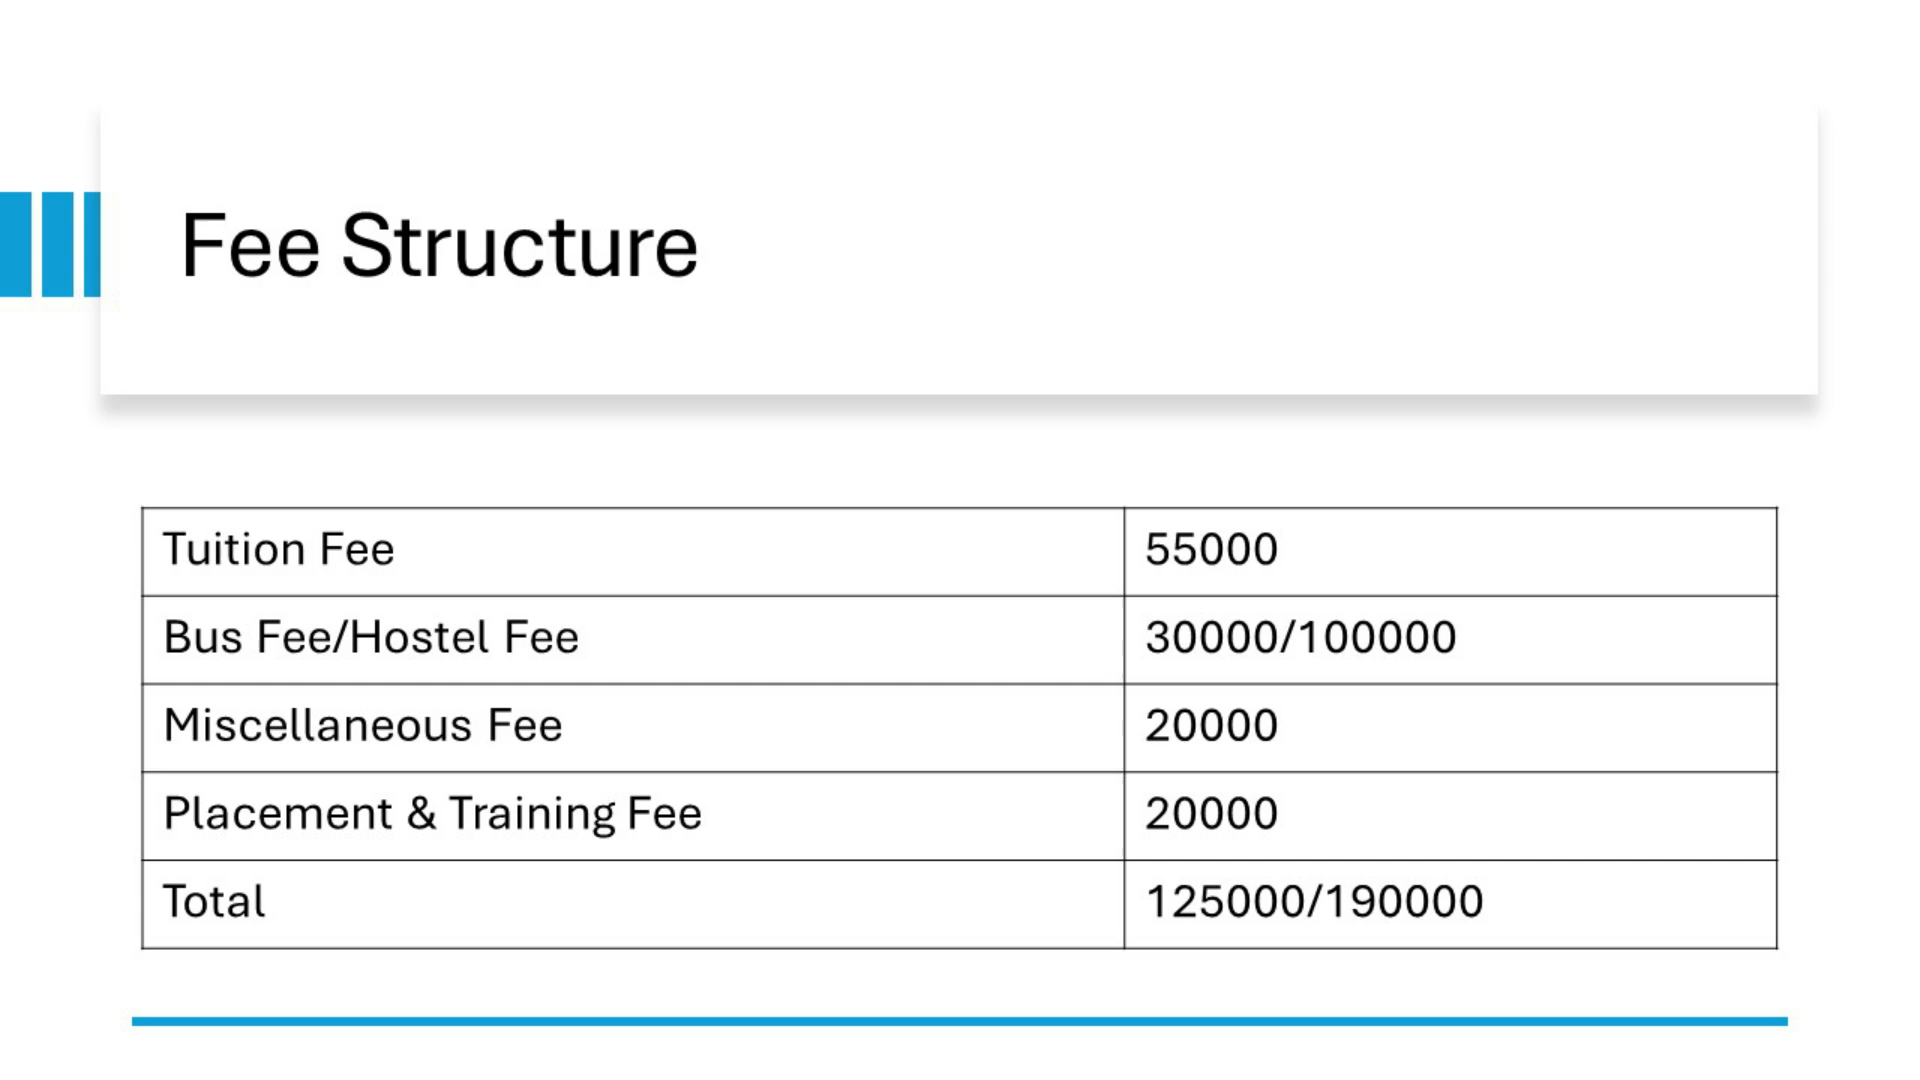 Fee Structure
Tuition Fee 55000
Bus Fee/Hostel Fee 30000/100000
Miscellaneous Fee 20000
Placement & Training Fee 20000
Total 125000/190000